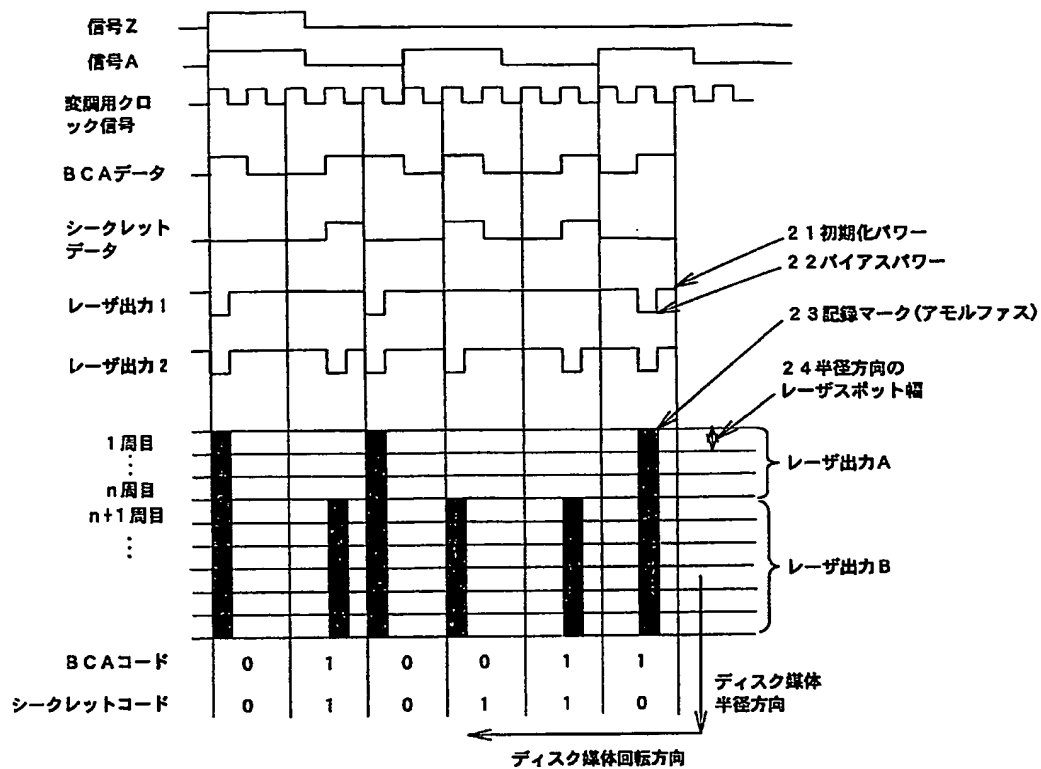 信号Z
信号A
変調用クロ
ック信号
BCAデータ
シークレット
データ
21初期化パワー
22バイアスパワー
レーザ出力1
23記録マーク(アモルファス)
レーザ出力2
24半径方向の
レーザスポット幅
1周目
⋮
n周目
レーザ出力A
n+1周目
⋮
レーザ出力B
BCAコード 0 1 0 0 1 1
シークレットコード 0 1 0 1 1 0
ディスク媒体
半径方向
ディスク媒体回転方向